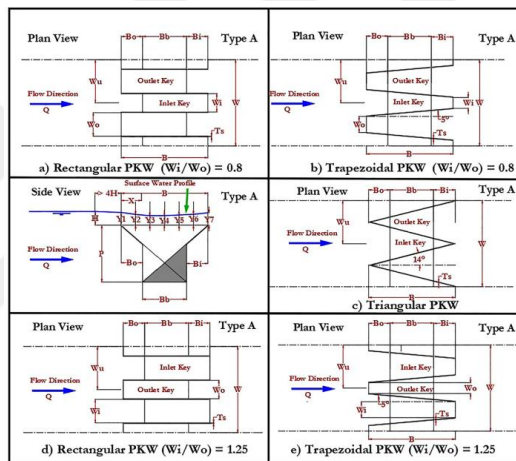 Plan View
Type A
Bo
Bb
Bi
Outlet Key
Wu
Flow Direction
Q
Inlet Key
Wi
W
Wo
Ts
B
a) Rectangular PKW (Wi/Wo) = 0.8
Plan View
Type A
Bo
Bb
Bi
Wu
Outlet Key
Flow Direction
Q
Inlet Key
Wi
W
Wo
5°
Ts
B
b) Trapezoidal PKW (Wi/Wo) = 0.8
Surface Water Profile
Side View
Type A
> 4H
B
X
H
Y1 Y2 Y3 Y4 Y5 Y6 Y7
Flow Direction
Q
P
Bo
Bi
Bb
Plan View
Type A
Bo
Bb
Bi
Wu
Outlet Key
Flow Direction
Q
Inlet Key
W
14°
Ts
B
c) Triangular PKW
Plan View
Type A
Bo
Bb
Bi
Wu
Inlet Key
Flow Direction
Q
Outlet Key
Wo
W
Wi
Ts
B
d) Rectangular PKW (Wi/Wo) = 1.25
Plan View
Type A
Bo
Bb
Bi
Wu
Inlet Key
Flow Direction
Q
Outlet Key
Wo
W
Wi
5°
Ts
B
e) Trapezoidal PKW (Wi/Wo) = 1.25